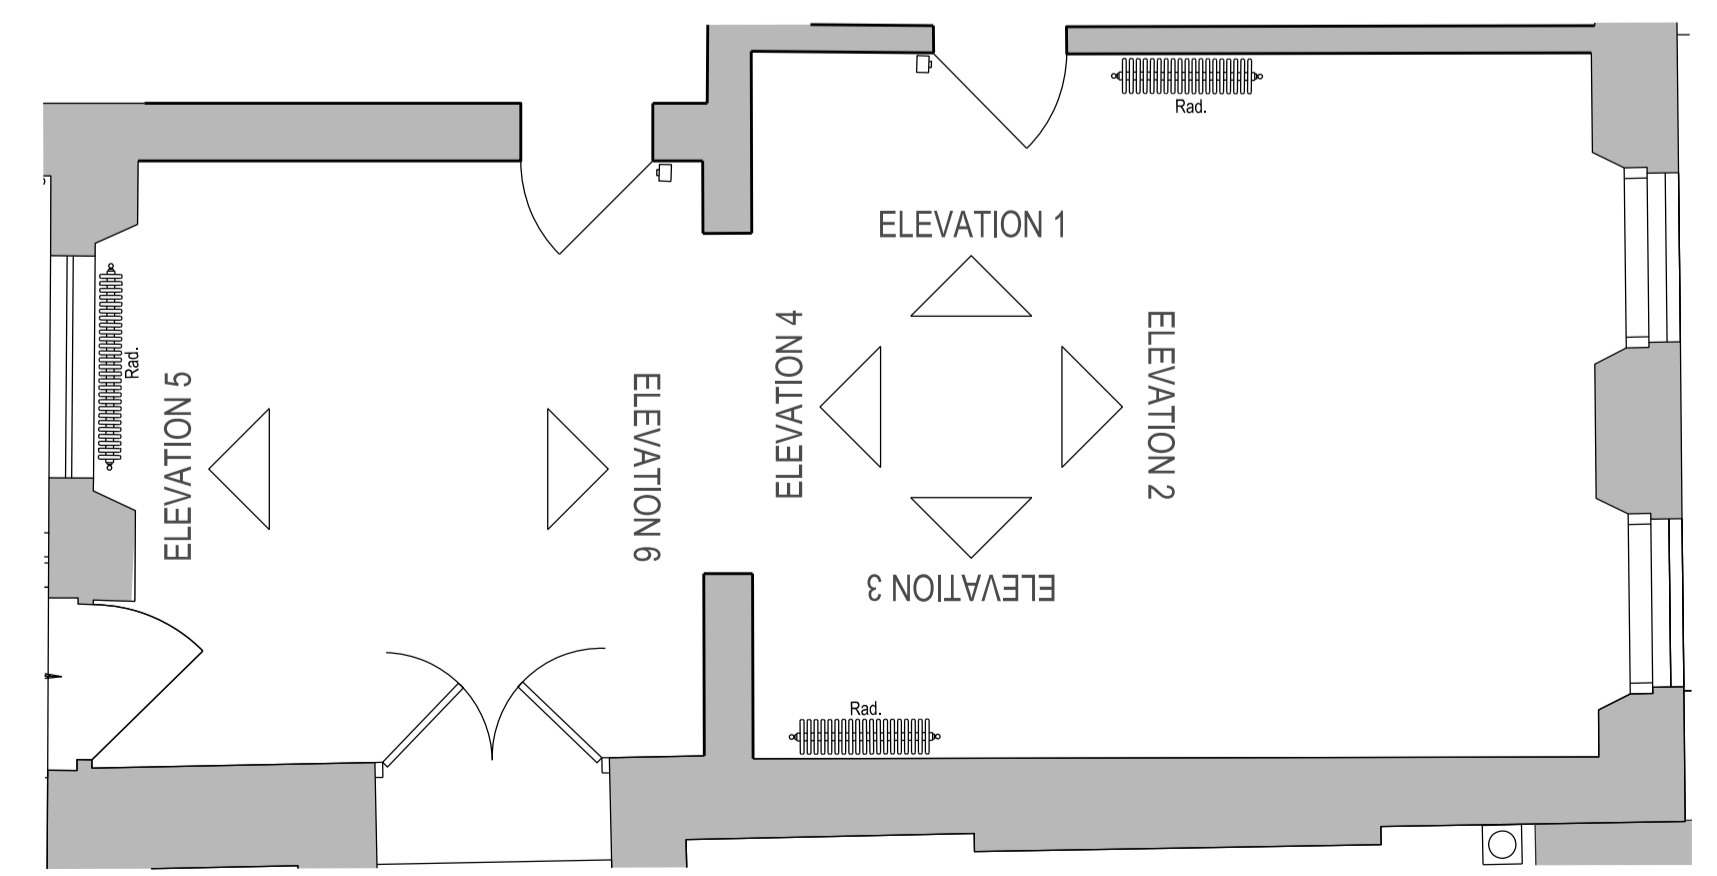 Rad.
ELEVATION 1
ELEVATION 4
ELEVATION 2
Rad.
ELEVATION 5
ELEVATION 6
ELEVATION 3
Rad.